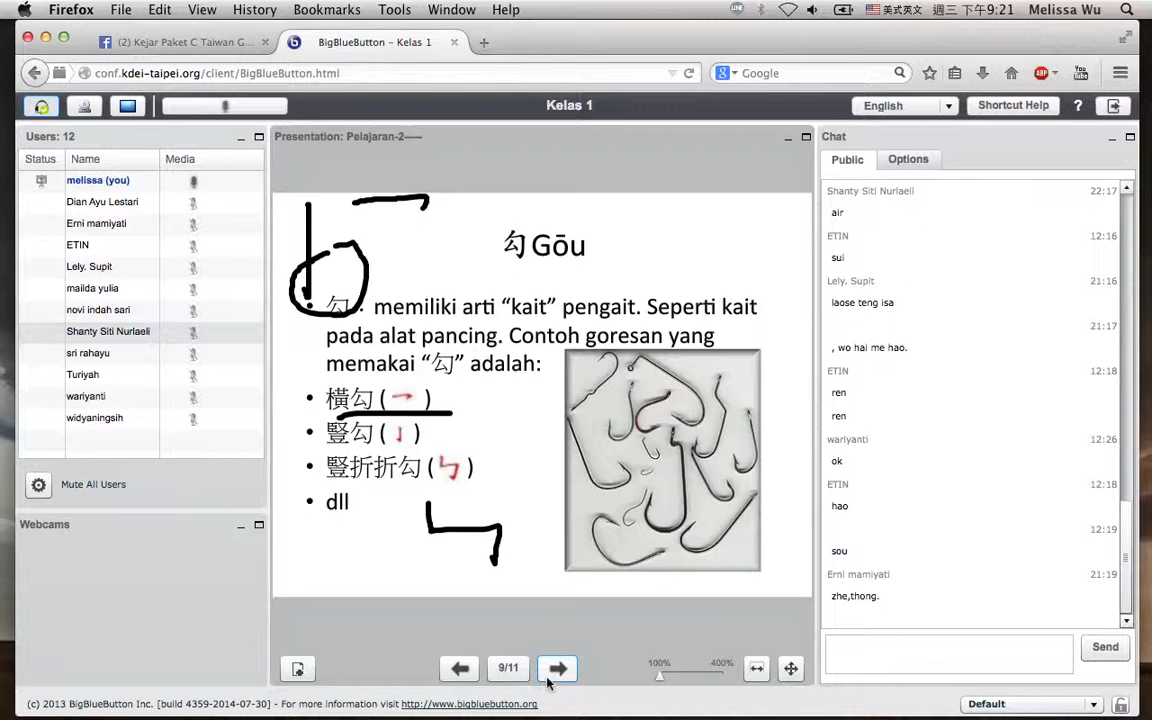 Firefox File Edit View History Bookmarks Tools Window Help 美式英文 週三 下午9:21 Melissa Wu
(2) Kejar Paket C Taiwan G... × BigBlueButton - Kelas 1 × +
conf.kdei-taipei.org/client/BigBlueButton.html Google
Kelas 1 English Shortcut Help ?
Users: 12
Status Name Media
melissa (you)
Dian Ayu Lestari
Erni mamiyati
ETIN
Lely. Supit
mailda yulia
novi indah sari
Shanty Siti Nurlaeli
sri rahayu
Turiyah
wariyanti
widyaningsih
Mute All Users
Webcams
Presentation: Pelajaran-2-----
勾Gōu
• 勾: memiliki arti “kait” pengait. Seperti kait
pada alat pancing. Contoh goresan yang
memakai “勾” adalah:
• 橫勾(㇖)
• 豎勾(亅)
• 豎折折勾(㇉)
• dll
9/11
100% 400%
Chat
Public Options
Shanty Siti Nurlaeli 22:17
air
ETIN 12:16
sui
Lely. Supit 21:16
laose teng isa
21:17
, wo hai me hao.
ETIN 12:18
ren
ren
wariyanti 12:26
ok
ETIN 12:18
hao
12:19
sou
Erni mamiyati 21:19
zhe,thong.
Send
(c) 2013 BigBlueButton Inc. [build 4359-2014-07-30] - For more information visit http://www.bigbluebutton.org Default